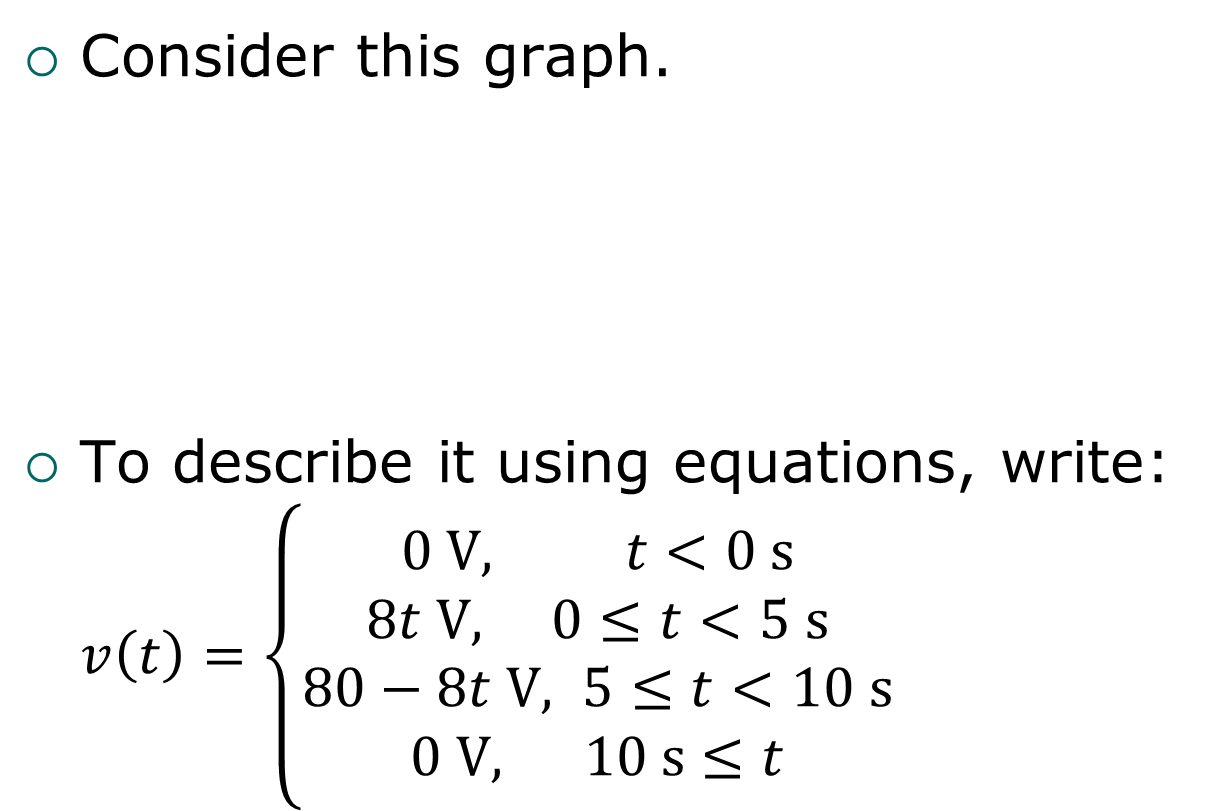 Consider this graph.
To describe it using equations, write:
0 V, t < 0 s
8t V, 0 ≤ t < 5 s
v(t) =
80 − 8t V, 5 ≤ t < 10 s
0 V, 10 s ≤ t